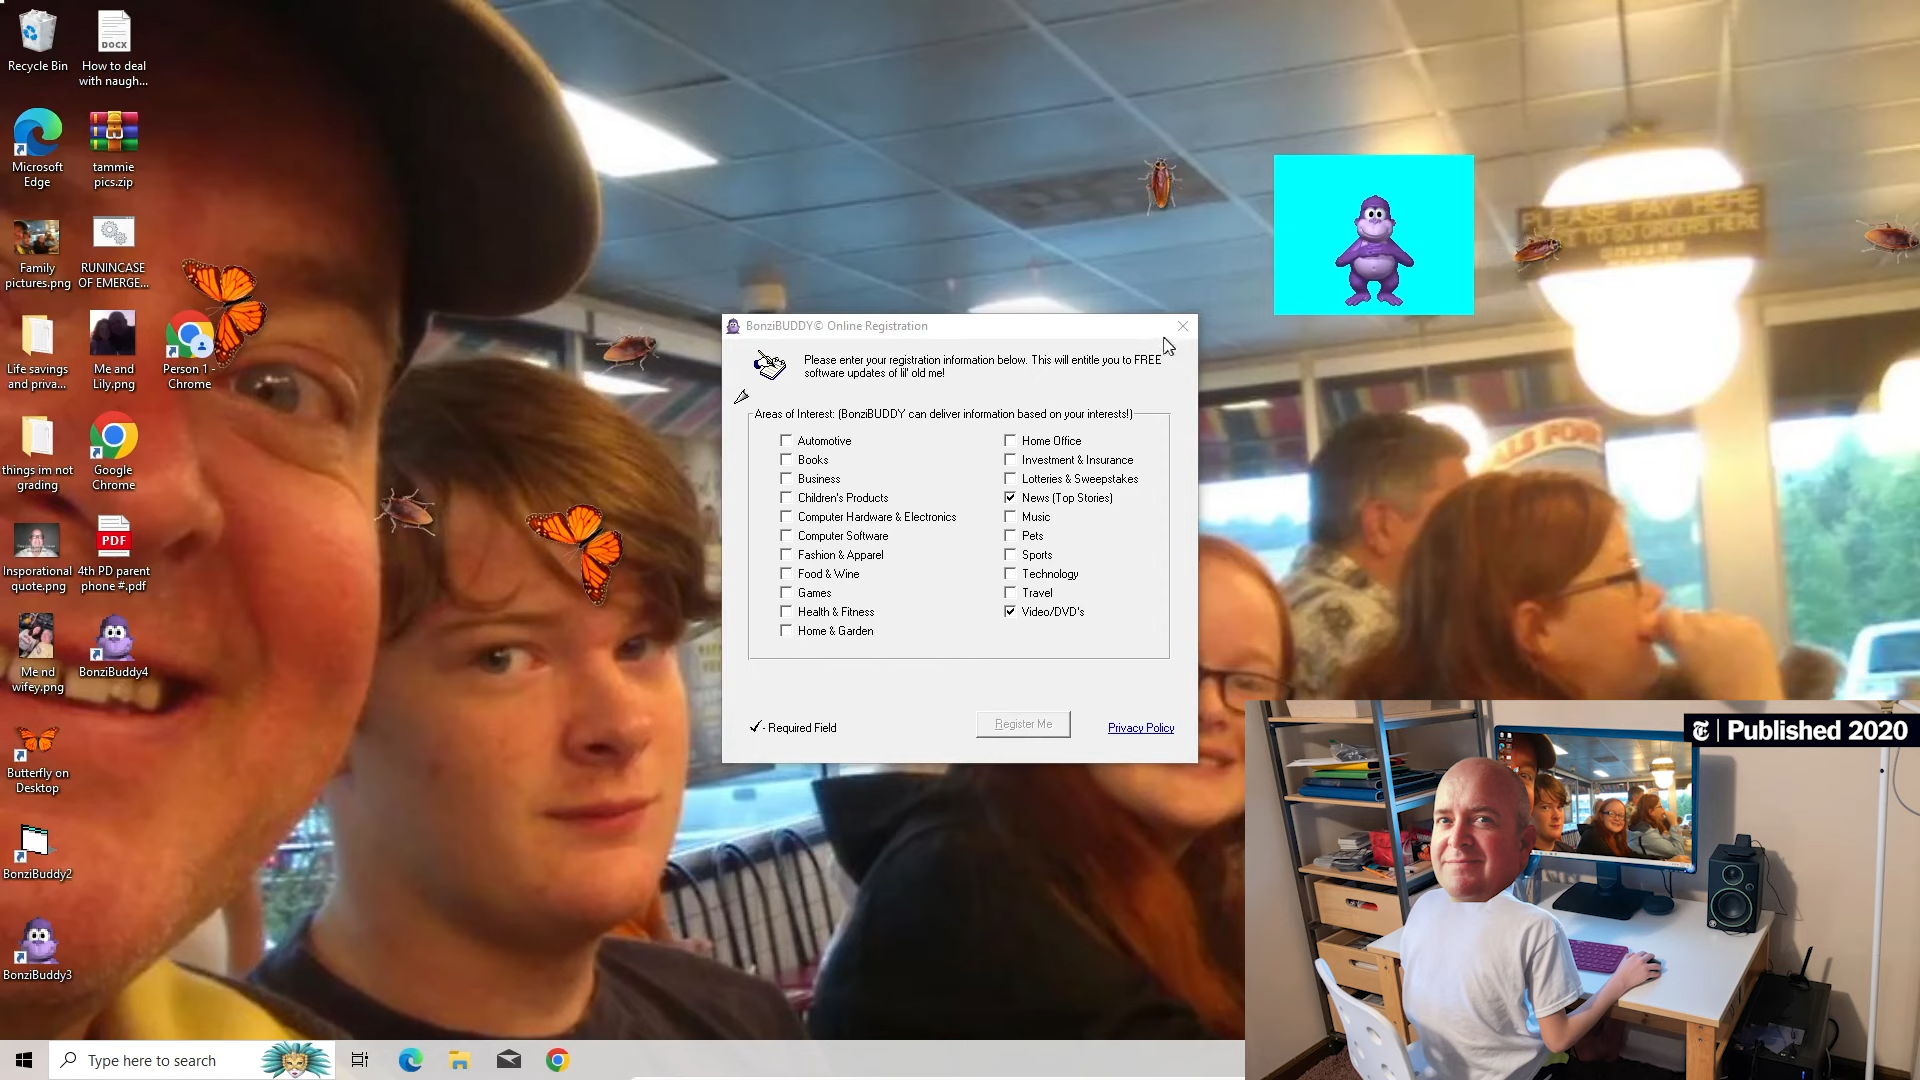 Recycle Bin
How to deal
with naugh...
Microsoft
Edge
tammie
pics.zip
Family
pictures.png
RUNINCASE
OF EMERGE...
Life savings
and priva...
Me and
Lily.png
Person 1 -
Chrome
things im not
grading
Google
Chrome
Insporational
quote.png
PDF
4th PD parent
phone #.pdf
Me nd
wifey.png
BonziBuddy4
Butterfly on
Desktop
BonziBuddy2
BonziBuddy3
DOCX
BonziBUDDY© Online Registration
Please enter your registration information below. This will entitle you to FREE
software updates of lil' old me!
Areas of Interest: (BonziBUDDY can deliver information based on your interests!)
Automotive
Books
Business
Children's Products
Computer Hardware & Electronics
Computer Software
Fashion & Apparel
Food & Wine
Games
Health & Fitness
Home & Garden
Home Office
Investment & Insurance
Lotteries & Sweepstakes
News (Top Stories)
Music
Pets
Sports
Technology
Travel
Video/DVD's
- Required Field
Register Me
Privacy Policy
PLEASE PAY HERE
TO GO ORDERS HERE
Published 2020
Type here to search